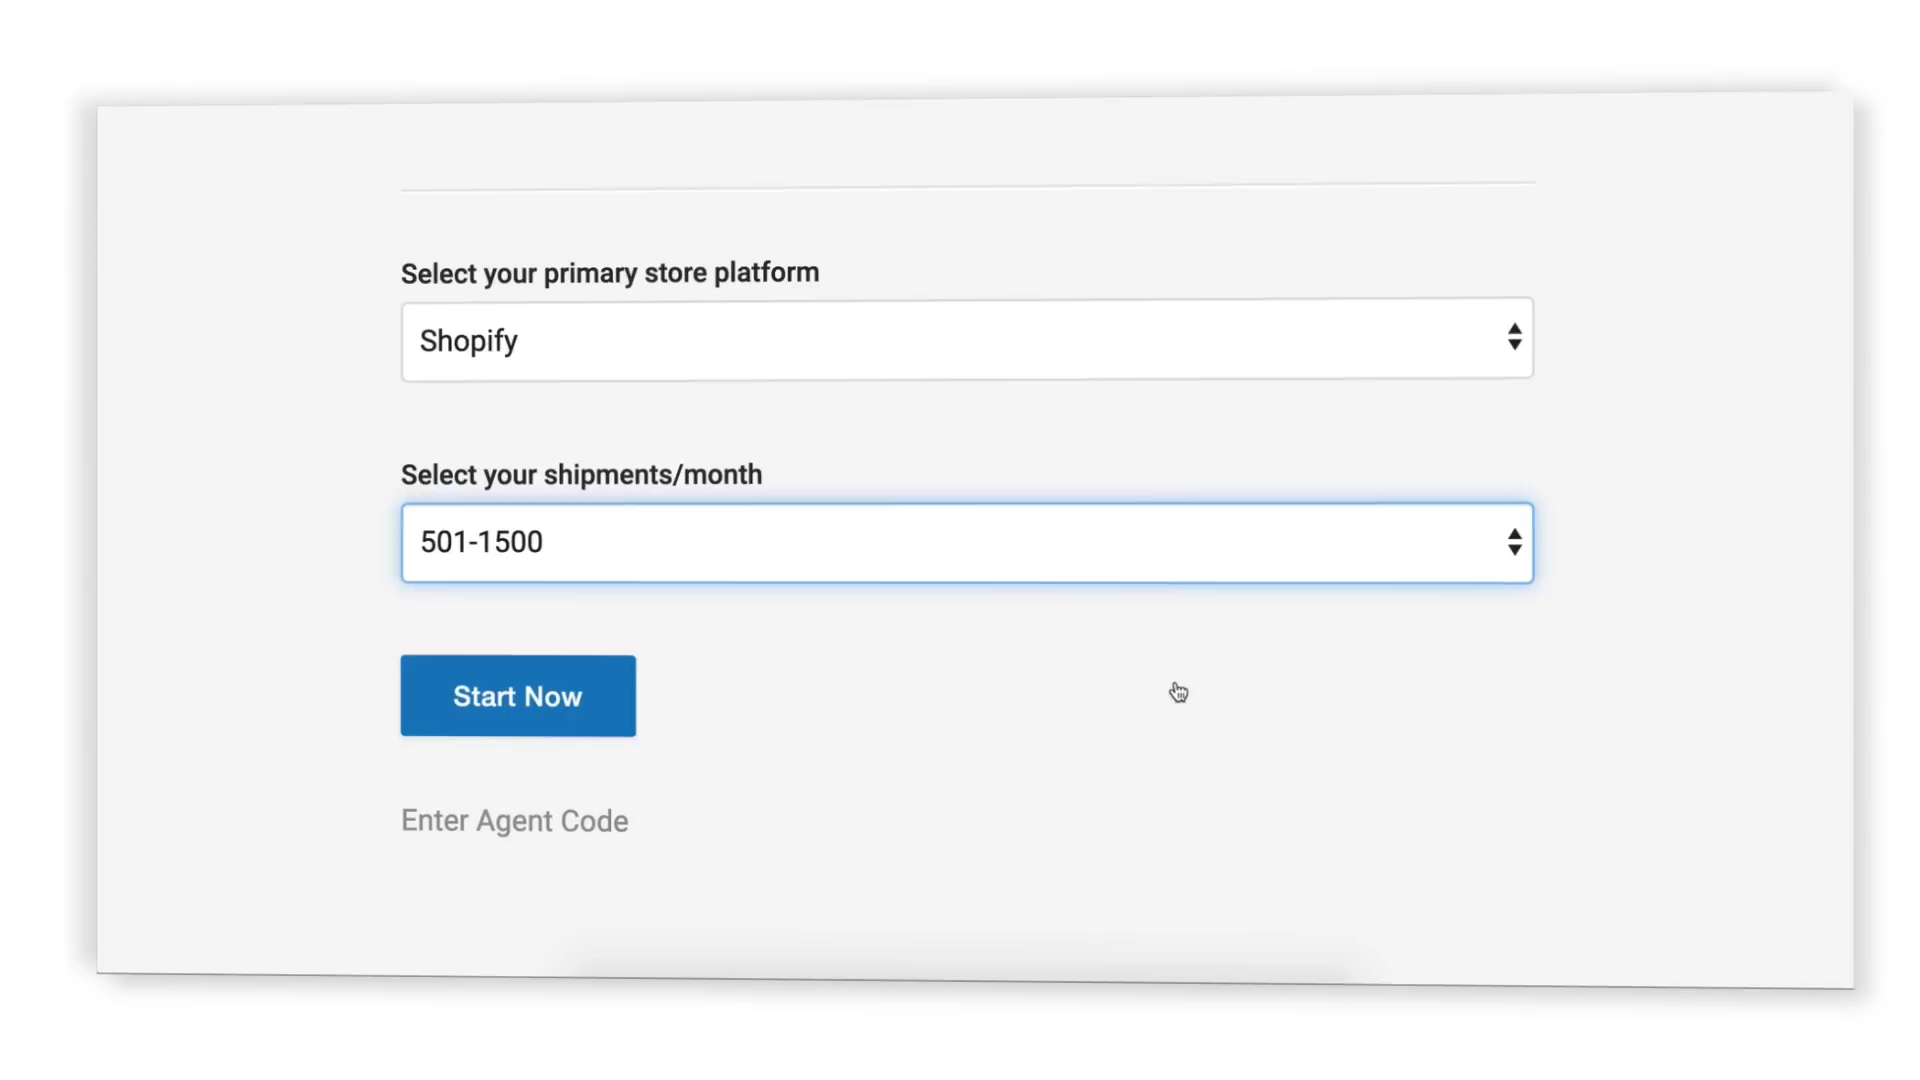 Select your primary store platform
Shopify
Select your shipments/month
501-1500
Start Now
Enter Agent Code